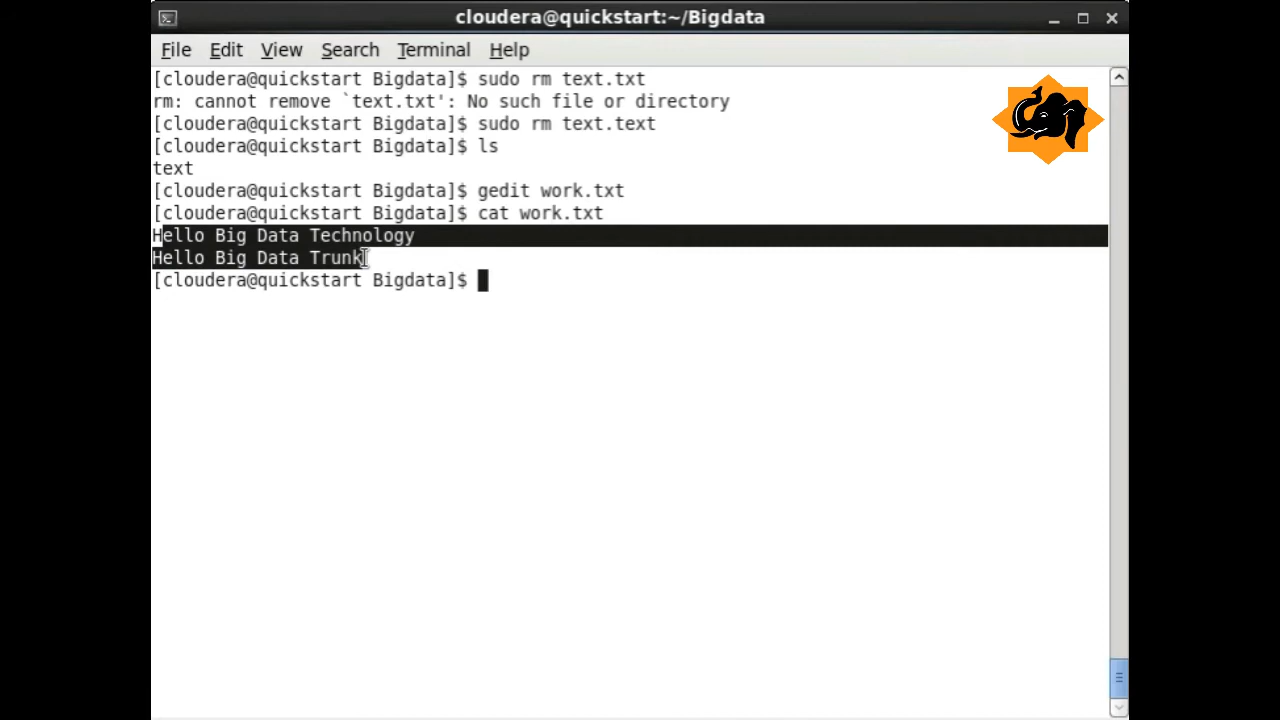 cloudera@quickstart:~/Bigdata
File Edit View Search Terminal Help
[cloudera@quickstart Bigdata]$ sudo rm text.txt
rm: cannot remove `text.txt': No such file or directory
[cloudera@quickstart Bigdata]$ sudo rm text.text
[cloudera@quickstart Bigdata]$ ls
text
[cloudera@quickstart Bigdata]$ gedit work.txt
[cloudera@quickstart Bigdata]$ cat work.txt
Hello Big Data Technology
Hello Big Data Trunk
[cloudera@quickstart Bigdata]$